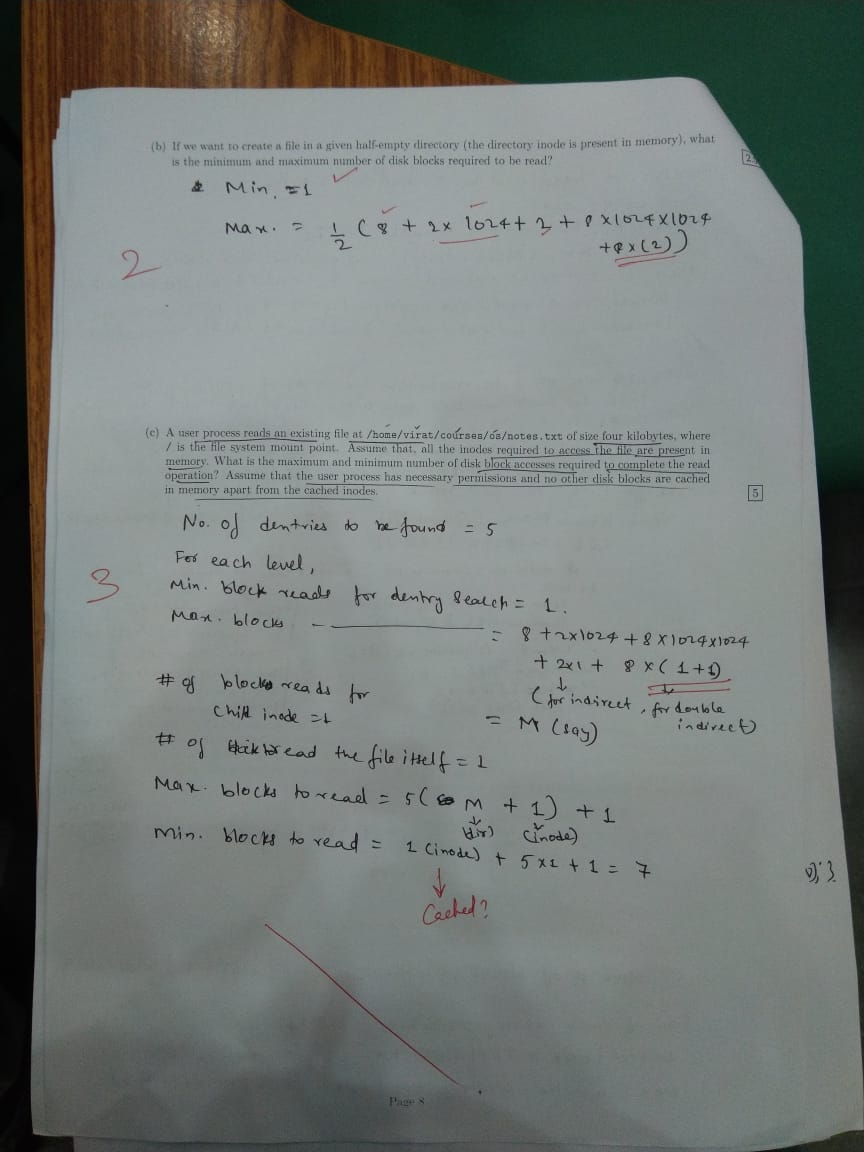 (b) If we want to create a file in a given half-empty directory (the directory inode is present in memory), what
is the minimum and maximum number of disk blocks required to be read?
Min. = 1
Max. = 1/2 ( 8 + 2 x 1024 + 2 + 8 x 1024 x 1024
+ 8 x (2) )
2
(c) A user process reads an existing file at /home/virat/courses/os/notes.txt of size four kilobytes, where
/ is the file system mount point. Assume that, all the inodes required to access the file are present in
memory. What is the maximum and minimum number of disk block accesses required to complete the read
operation? Assume that the user process has necessary permissions and no other disk blocks are cached
in memory apart from the cached inodes.
5
No. of dentries to be found = 5
For each level,
3
Min. block reads for dentry search = 1.
Max. blocks = 8 + 2x1024 + 8 x 1024 x 1024
+ 2x1 + 8 x ( 1+1)
( for indirect, for double
indirect)
= M (say)
# of blocks reads for
child inode = 1
# of read the file itself = 1
Max. blocks to read = 5 ( M + 1 ) + 1
(dir) (inode)
Min. blocks to read = 1 (inode) + 5 x 1 + 1 = 7
Cached?
Page 8